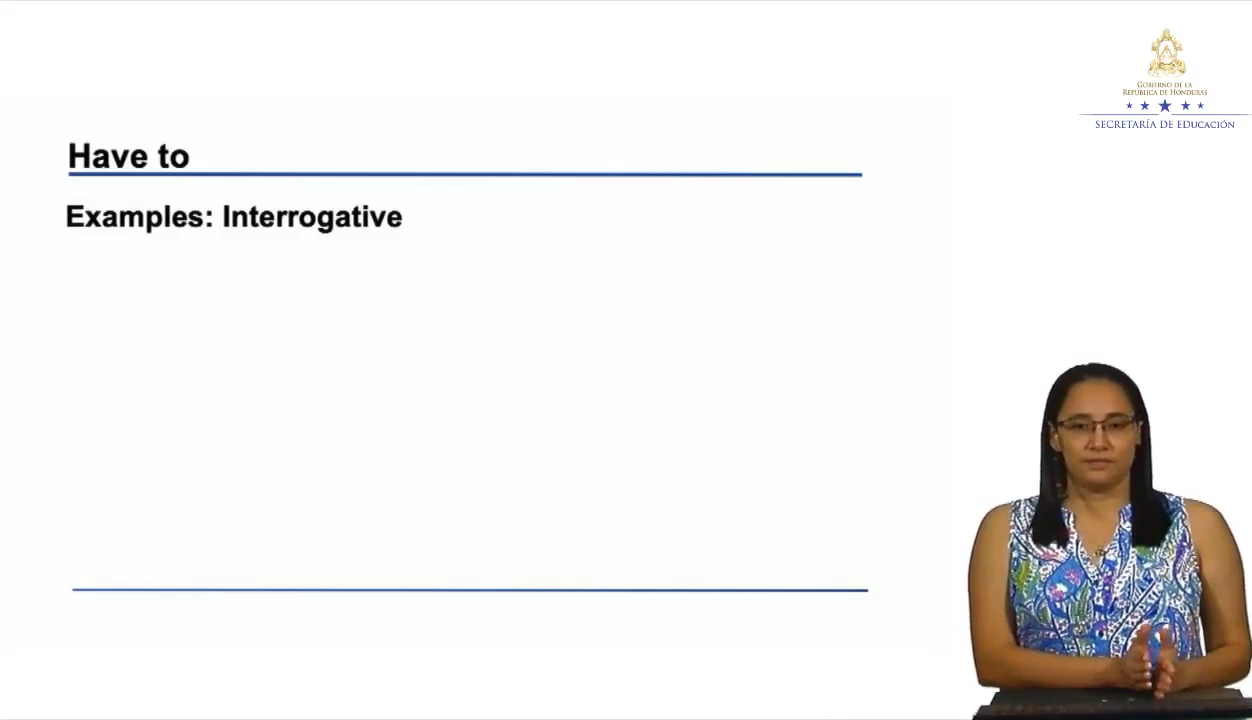 GOBIERNO DE LA
REPÚBLICA DE HONDURAS
SECRETARÍA DE EDUCACIÓN
Have to
Examples: Interrogative